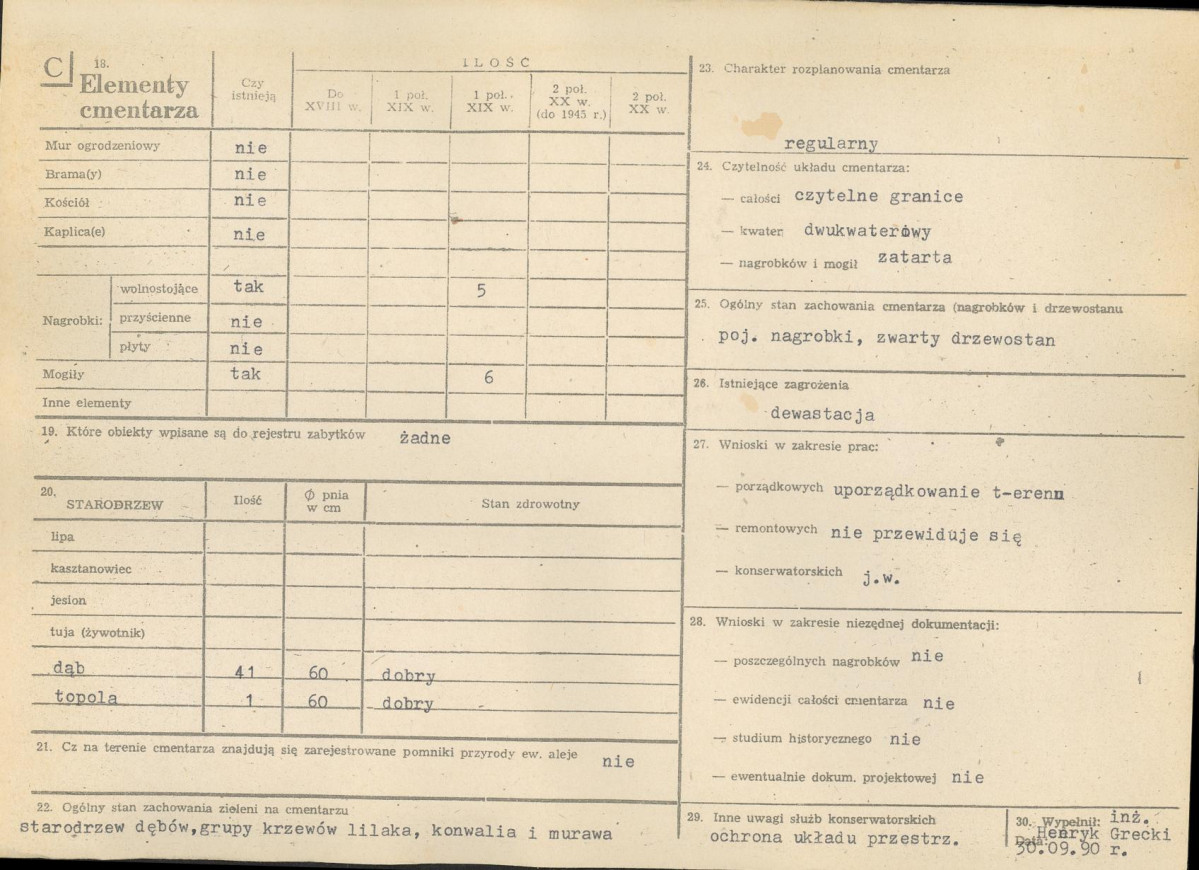 C 18. Elementy cmentarza
Czy istnieją
ILOŚĆ
Do XVIII w.
1 poł. XIX w.
1 poł. XIX w.
2 poł. XX w. (do 1945 r.)
2 poł. XX w.
Mur ogrodzeniowy nie
Brama(y) nie
Kościół nie
Kaplica(e) nie
Nagrobki: wolnostojące tak 5
przyścienne nie
płyty nie
Mogiły tak 6
Inne elementy
19. Które obiekty wpisane są do rejestru zabytków żadne
20. STARODRZEW Ilość Ø pnia w cm Stan zdrowotny
lipa
kasztanowiec
jesion
tuja (żywotnik)
dąb 41 60 dobry
topola 1 60 dobry
21. Cz na terenie cmentarza znajdują się zarejestrowane pomniki przyrody ew. aleje nie
22. Ogólny stan zachowania zieleni na cmentarzu
starodrzew dębów,grupy krzewów lilaka, konwalia i murawa
23. Charakter rozplanowania cmentarza
regularny
24. Czytelność układu cmentarza:
— całości czytelne granice
— kwater dwukwaterowy
— nagrobków i mogił zatarta
25. Ogólny stan zachowania cmentarza (nagrobków i drzewostanu
poj. nagrobki, zwarty drzewostan
26. Istniejące zagrożenia
dewastacja
27. Wnioski w zakresie prac:
— porządkowych uporządkowanie t-erenu
— remontowych nie przewiduje się
— konserwatorskich j.w.
28. Wnioski w zakresie niezędnej dokumentacji:
— poszczególnych nagrobków nie
— ewidencji całości cmentarza nie
— studium historycznego nie
— ewentualnie dokum. projektowej nie
29. Inne uwagi służb konserwatorskich
ochrona układu przestrz.
30. Wypełnił: inż.
Henryk Grecki
Data: 30.09.90 r.